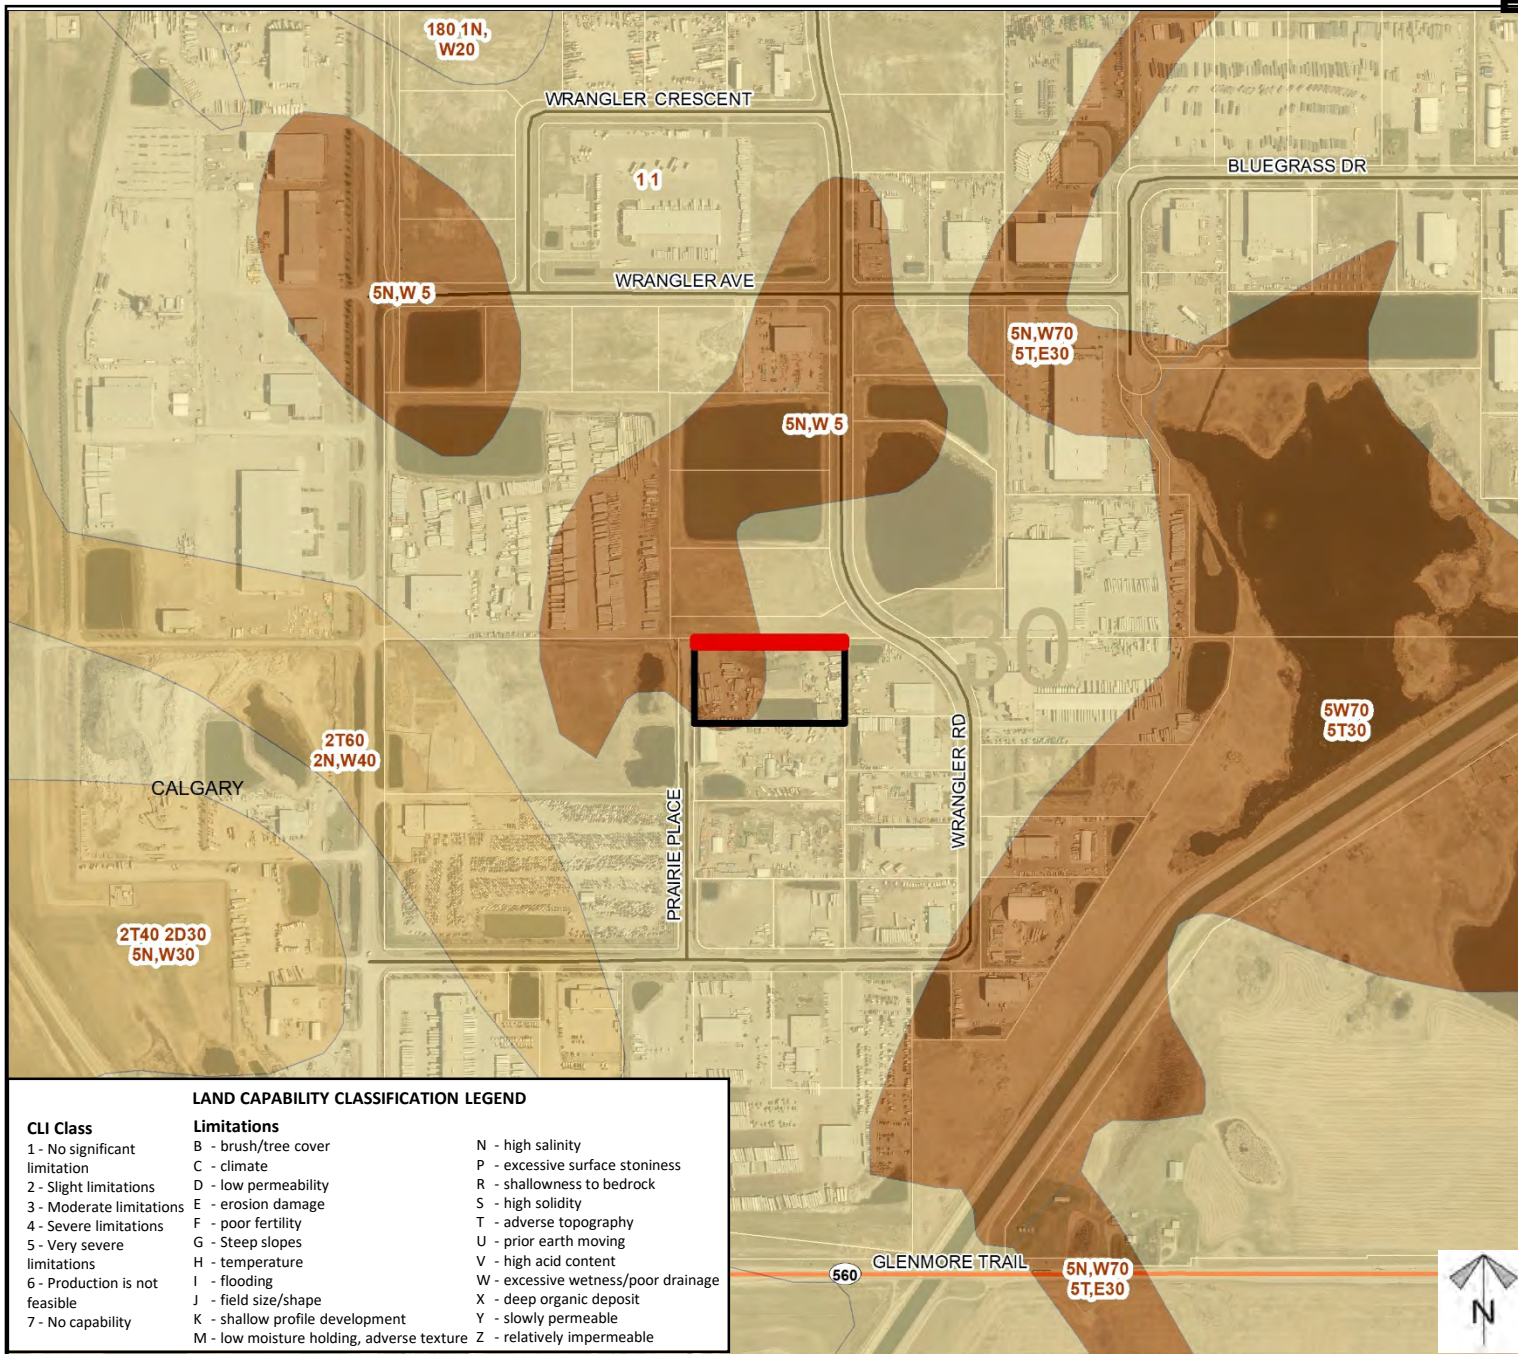 180 1N,
W20
WRANGLER CRESCENT
BLUEGRASS DR
1 1
WRANGLER AVE
5N,W 5
5N,W70
5T,E30
5N,W 5
30
5W70
5T30
2T60
2N,W40
CALGARY
PRAIRIE PLACE
WRANGLER RD
2T40 2D30
5N,W30
LAND CAPABILITY CLASSIFICATION LEGEND
CLI Class
1 - No significant
limitation
2 - Slight limitations
3 - Moderate limitations
4 - Severe limitations
5 - Very severe
limitations
6 - Production is not
feasible
7 - No capability
Limitations
B - brush/tree cover
C - climate
D - low permeability
E - erosion damage
F - poor fertility
G - Steep slopes
H - temperature
I - flooding
J - field size/shape
K - shallow profile development
M - low moisture holding, adverse texture
N - high salinity
P - excessive surface stoniness
R - shallowness to bedrock
S - high solidity
T - adverse topography
U - prior earth moving
V - high acid content
W - excessive wetness/poor drainage
X - deep organic deposit
Y - slowly permeable
Z - relatively impermeable
560
GLENMORE TRAIL
5N,W70
5T,E30
N